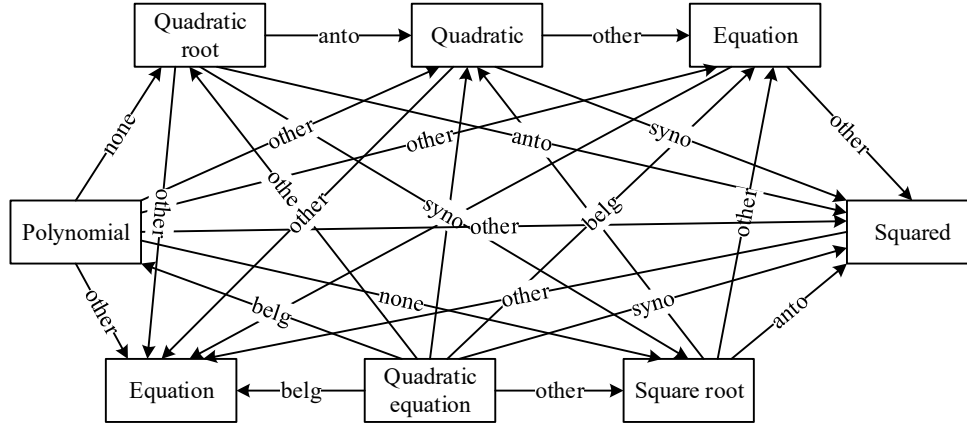 Quadratic
root
anto
Quadratic
other
Equation
none
other
other
anto
syno
other
Polynomial
other
othe
other
syno
other
belg
other
Squared
other
belg
none
other
syno
anto
Equation
belg
Quadratic
equation
other
Square root